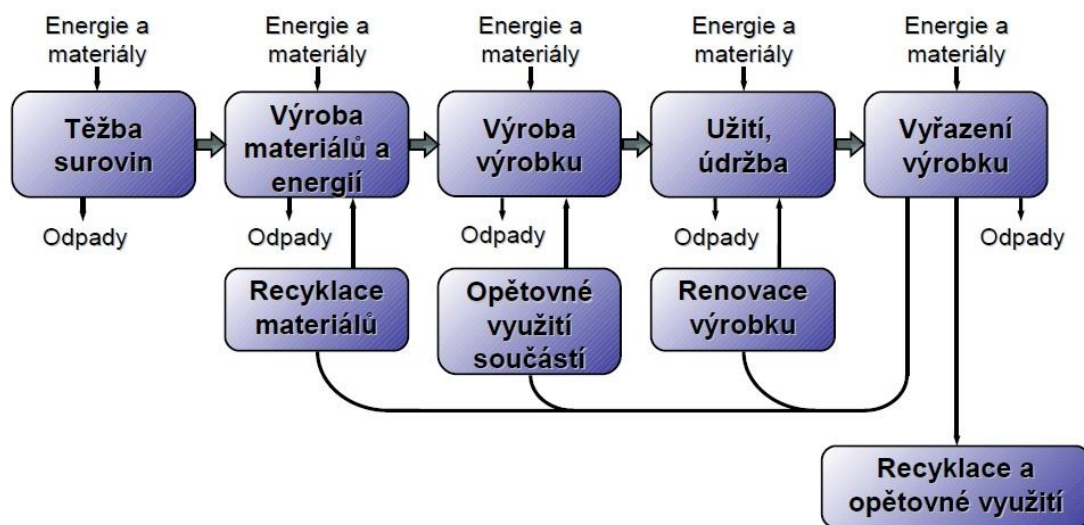 Energie a
materiály
Energie a
materiály
Energie a
materiály
Energie a
materiály
Energie a
materiály
Těžba
surovin
Výroba
materiálů a
energií
Výroba
výrobku
Užití,
údržba
Vyřazení
výrobku
Odpady
Odpady
Odpady
Odpady
Odpady
Recyklace
materiálů
Opětovné
využití
součástí
Renovace
výrobku
Recyklace a
opětovné využití